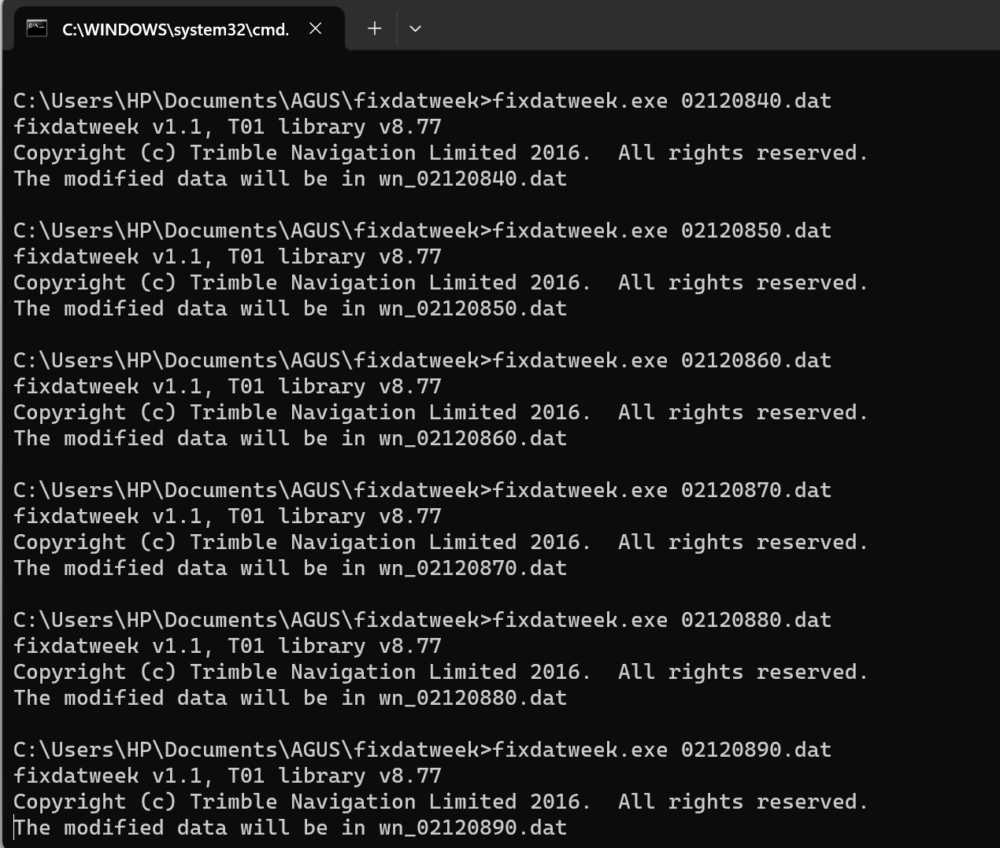 C:\WINDOWS\system32\cmd.
C:\Users\HP\Documents\AGUS\fixdatweek>fixdatweek.exe 02120840.dat
fixdatweek v1.1, T01 library v8.77
Copyright (c) Trimble Navigation Limited 2016.  All rights reserved.
The modified data will be in wn_02120840.dat
C:\Users\HP\Documents\AGUS\fixdatweek>fixdatweek.exe 02120850.dat
fixdatweek v1.1, T01 library v8.77
Copyright (c) Trimble Navigation Limited 2016.  All rights reserved.
The modified data will be in wn_02120850.dat
C:\Users\HP\Documents\AGUS\fixdatweek>fixdatweek.exe 02120860.dat
fixdatweek v1.1, T01 library v8.77
Copyright (c) Trimble Navigation Limited 2016.  All rights reserved.
The modified data will be in wn_02120860.dat
C:\Users\HP\Documents\AGUS\fixdatweek>fixdatweek.exe 02120870.dat
fixdatweek v1.1, T01 library v8.77
Copyright (c) Trimble Navigation Limited 2016.  All rights reserved.
The modified data will be in wn_02120870.dat
C:\Users\HP\Documents\AGUS\fixdatweek>fixdatweek.exe 02120880.dat
fixdatweek v1.1, T01 library v8.77
Copyright (c) Trimble Navigation Limited 2016.  All rights reserved.
The modified data will be in wn_02120880.dat
C:\Users\HP\Documents\AGUS\fixdatweek>fixdatweek.exe 02120890.dat
fixdatweek v1.1, T01 library v8.77
Copyright (c) Trimble Navigation Limited 2016.  All rights reserved.
The modified data will be in wn_02120890.dat